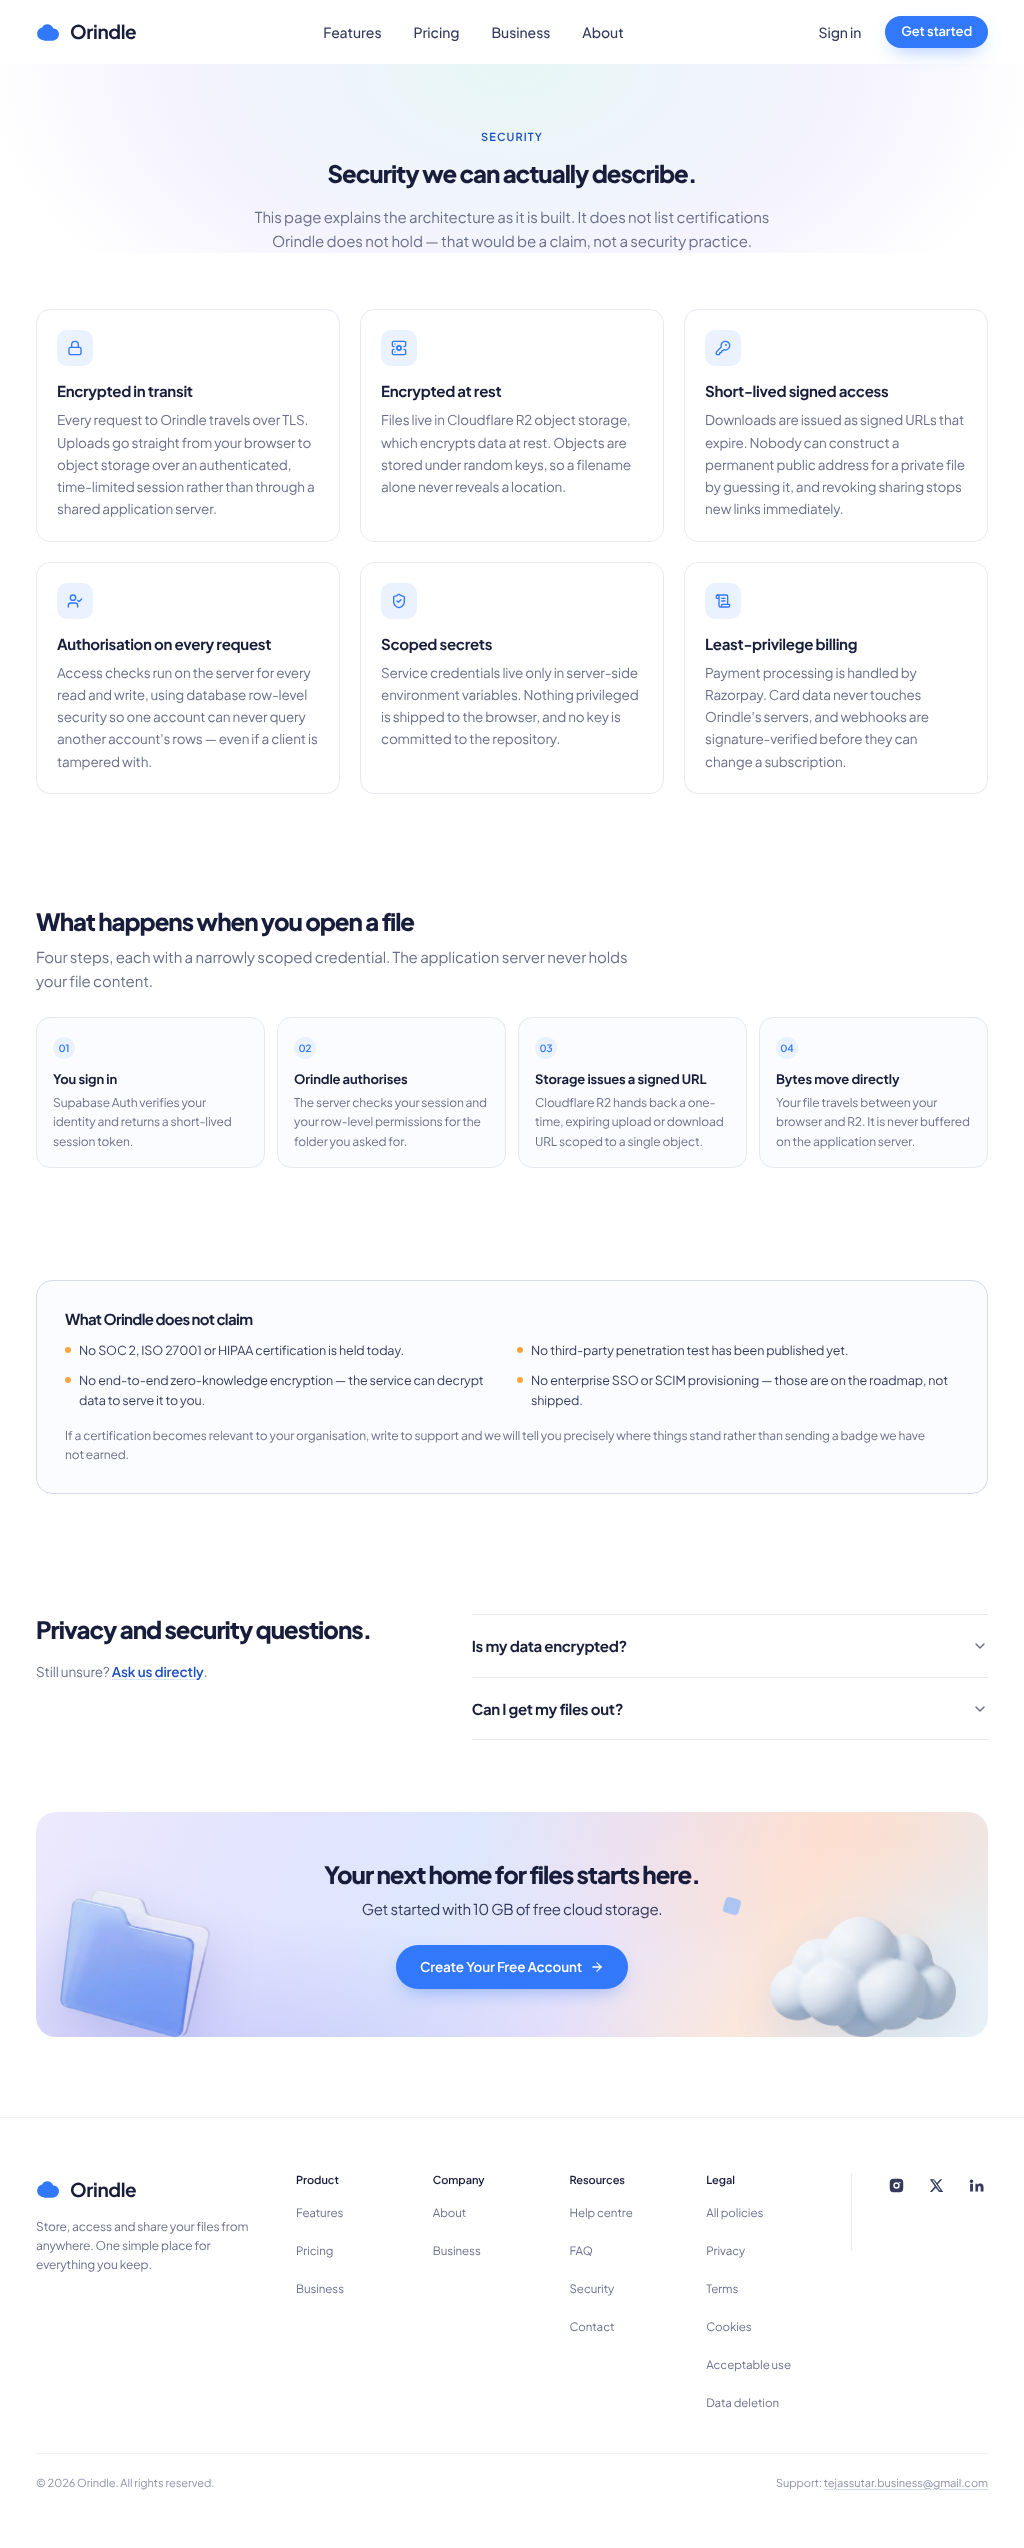 Orindle
Features
Pricing
Business
About
Sign in
Get started
SECURITY
Security we can actually describe.
This page explains the architecture as it is built. It does not list certifications
Orindle does not hold — that would be a claim, not a security practice.
Encrypted in transit
Every request to Orindle travels over TLS.
Uploads go straight from your browser to
object storage over an authenticated,
time-limited session rather than through a
shared application server.
Encrypted at rest
Files live in Cloudflare R2 object storage,
which encrypts data at rest. Objects are
stored under random keys, so a filename
alone never reveals a location.
Short-lived signed access
Downloads are issued as signed URLs that
expire. Nobody can construct a
permanent public address for a private file
by guessing it, and revoking sharing stops
new links immediately.
Authorisation on every request
Access checks run on the server for every
read and write, using database row-level
security so one account can never query
another account's rows — even if a client is
tampered with.
Scoped secrets
Service credentials live only in server-side
environment variables. Nothing privileged
is shipped to the browser, and no key is
committed to the repository.
Least-privilege billing
Payment processing is handled by
Razorpay. Card data never touches
Orindle's servers, and webhooks are
signature-verified before they can
change a subscription.
What happens when you open a file
Four steps, each with a narrowly scoped credential. The application server never holds
your file content.
01
You sign in
Supabase Auth verifies your
identity and returns a short-lived
session token.
02
Orindle authorises
The server checks your session and
your row-level permissions for the
folder you asked for.
03
Storage issues a signed URL
Cloudflare R2 hands back a one-
time, expiring upload or download
URL scoped to a single object.
04
Bytes move directly
Your file travels between your
browser and R2. It is never buffered
on the application server.
What Orindle does not claim
No SOC 2, ISO 27001 or HIPAA certification is held today.
No third-party penetration test has been published yet.
No end-to-end zero-knowledge encryption — the service can decrypt
data to serve it to you.
No enterprise SSO or SCIM provisioning — those are on the roadmap, not
shipped.
If a certification becomes relevant to your organisation, write to support and we will tell you precisely where things stand rather than sending a badge we have
not earned.
Privacy and security questions.
Still unsure? Ask us directly.
Is my data encrypted?
Can I get my files out?
Your next home for files starts here.
Get started with 10 GB of free cloud storage.
Create Your Free Account
Orindle
Store, access and share your files from
anywhere. One simple place for
everything you keep.
Product
Features
Pricing
Business
Company
About
Business
Resources
Help centre
FAQ
Security
Contact
Legal
All policies
Privacy
Terms
Cookies
Acceptable use
Data deletion
© 2026 Orindle. All rights reserved.
Support: tejassutar.business@gmail.com